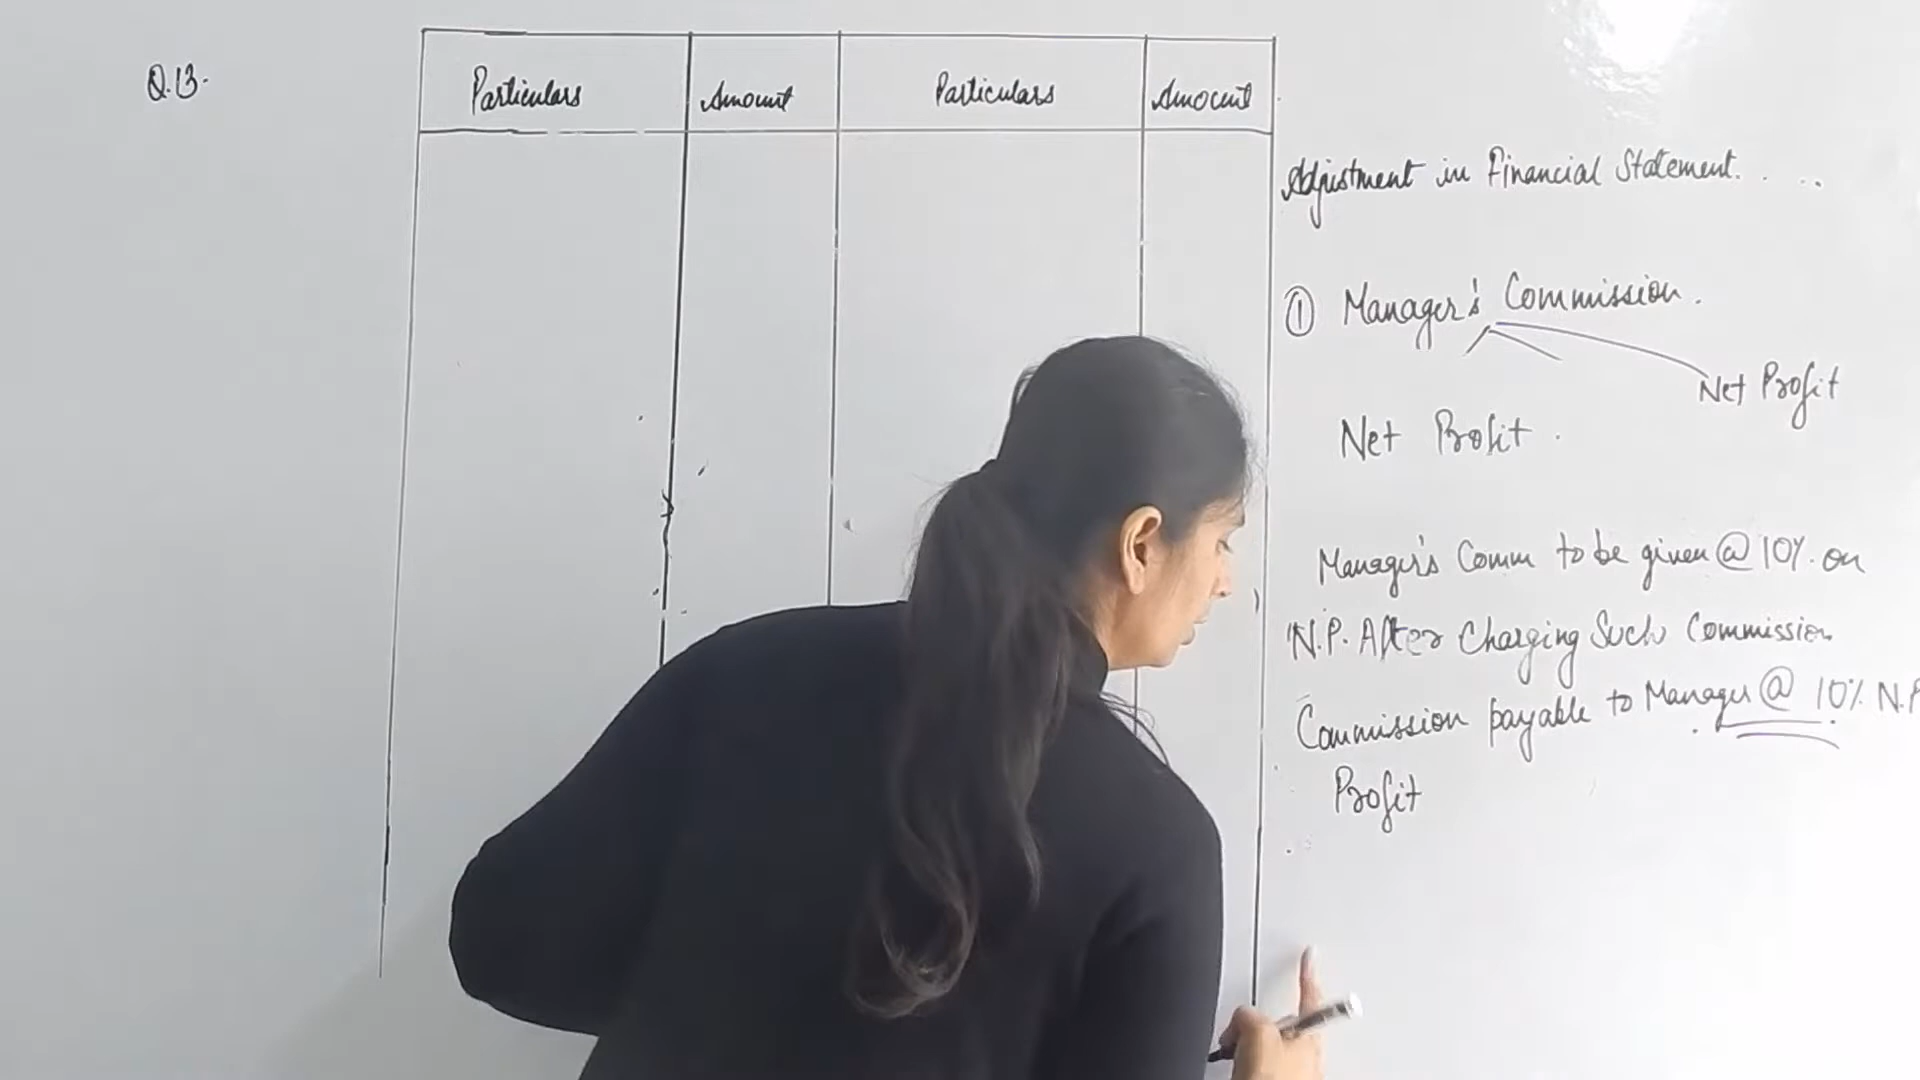 Q.13.
Particulars Amount Particulars Amount
Adjustment in Financial Statement. . ..
① Manager's Commission.
Net Profit
Net Profit.
Manager's Comm to be given @ 10%. on
N.P. After Charging Such Commission
Commission payable to Manager @ 10% N.P
Profit